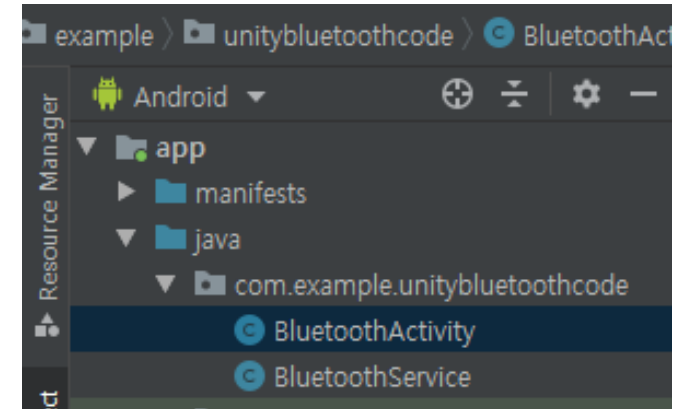 example 〉 unitybluetoothcode 〉 BluetoothAct
Android
Resource Manager
app
manifests
java
com.example.unitybluetoothcode
BluetoothActivity
BluetoothService